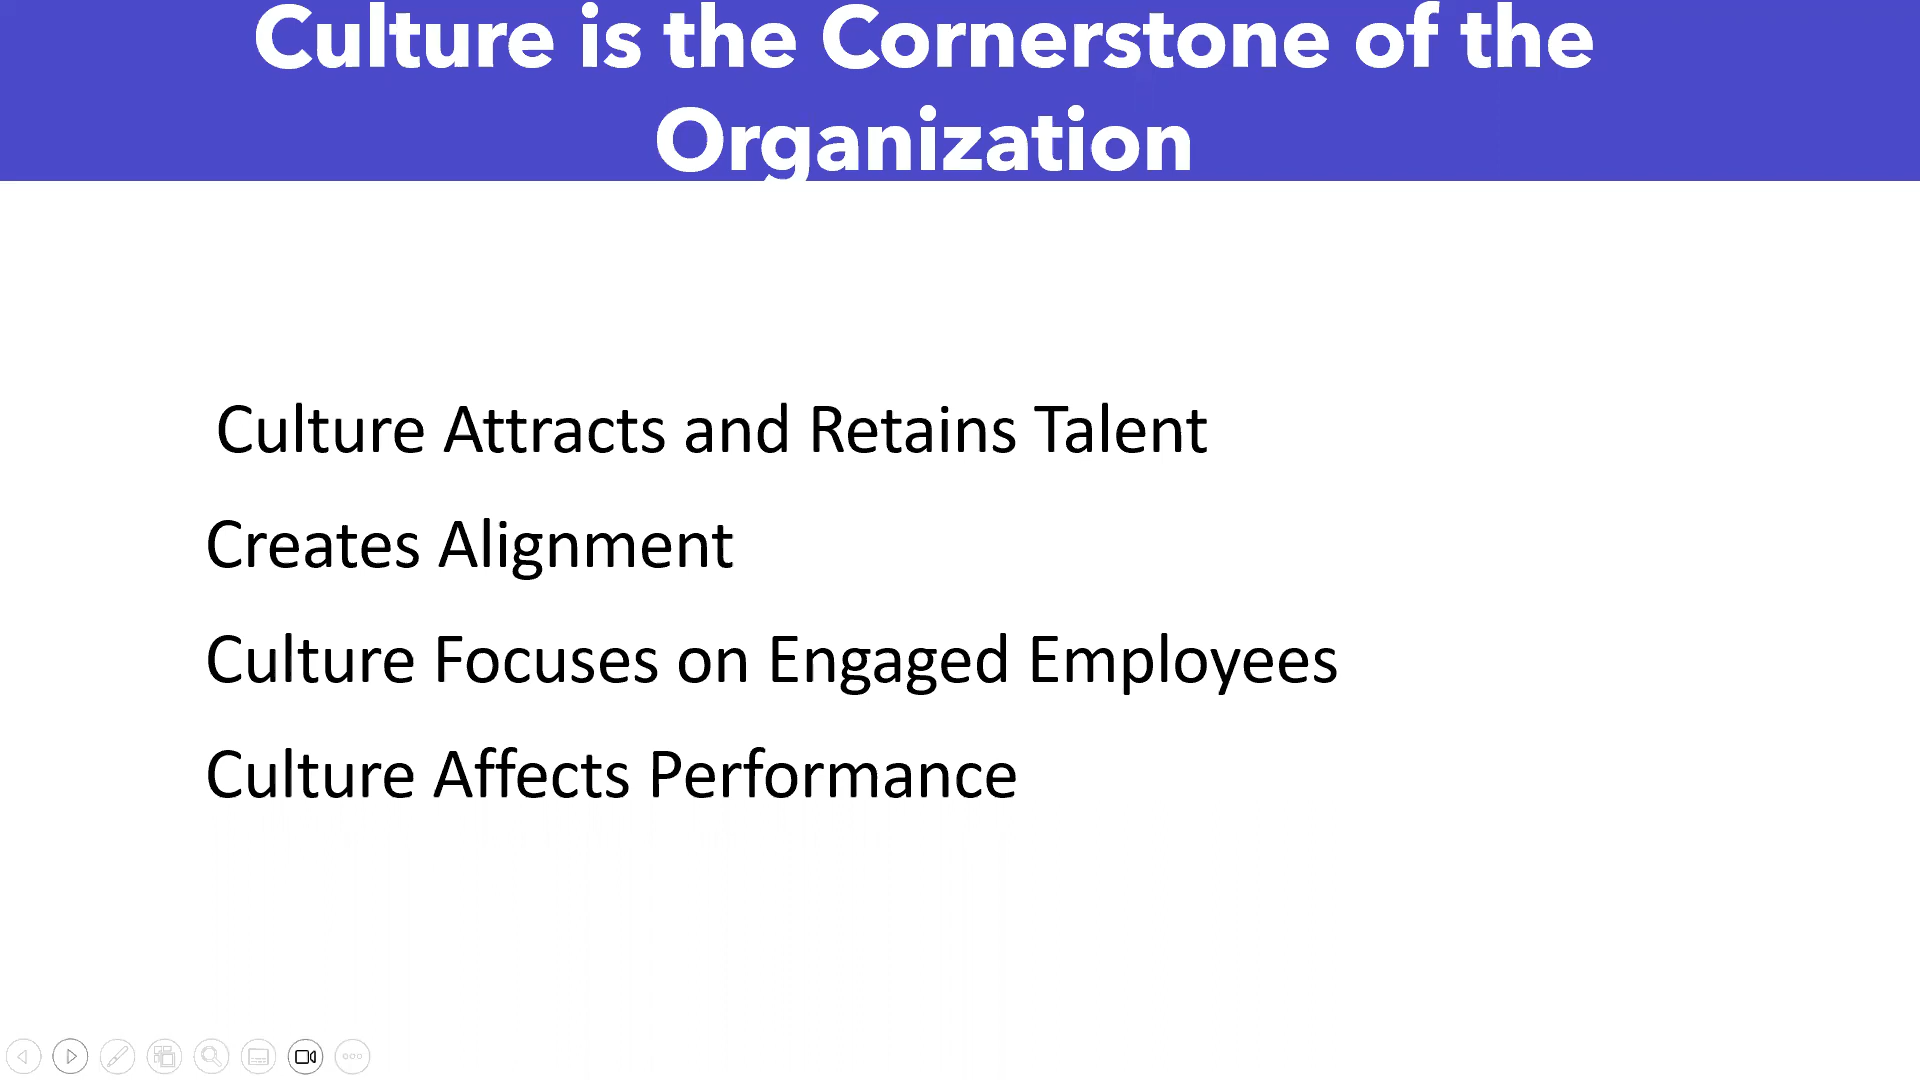 Culture is the Cornerstone of the
Organization
Culture Attracts and Retains Talent
Creates Alignment
Culture Focuses on Engaged Employees
Culture Affects Performance